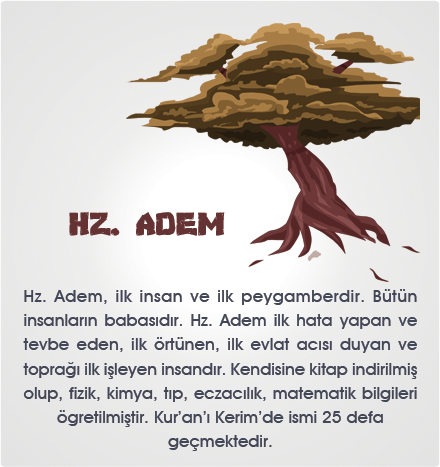 HZ. ADEM
Hz. Adem, ilk insan ve ilk peygamberdir. Bütün
insanların babasıdır. Hz. Adem ilk hata yapan ve
tevbe eden, ilk örtünen, ilk evlat acısı duyan ve
toprağı ilk işleyen insandır. Kendisine kitap indirilmiş
olup, fizik, kimya, tıp, eczacılık, matematik bilgileri
ögretilmiştir. Kur'an'ı Kerim'de ismi 25 defa
geçmektedir.